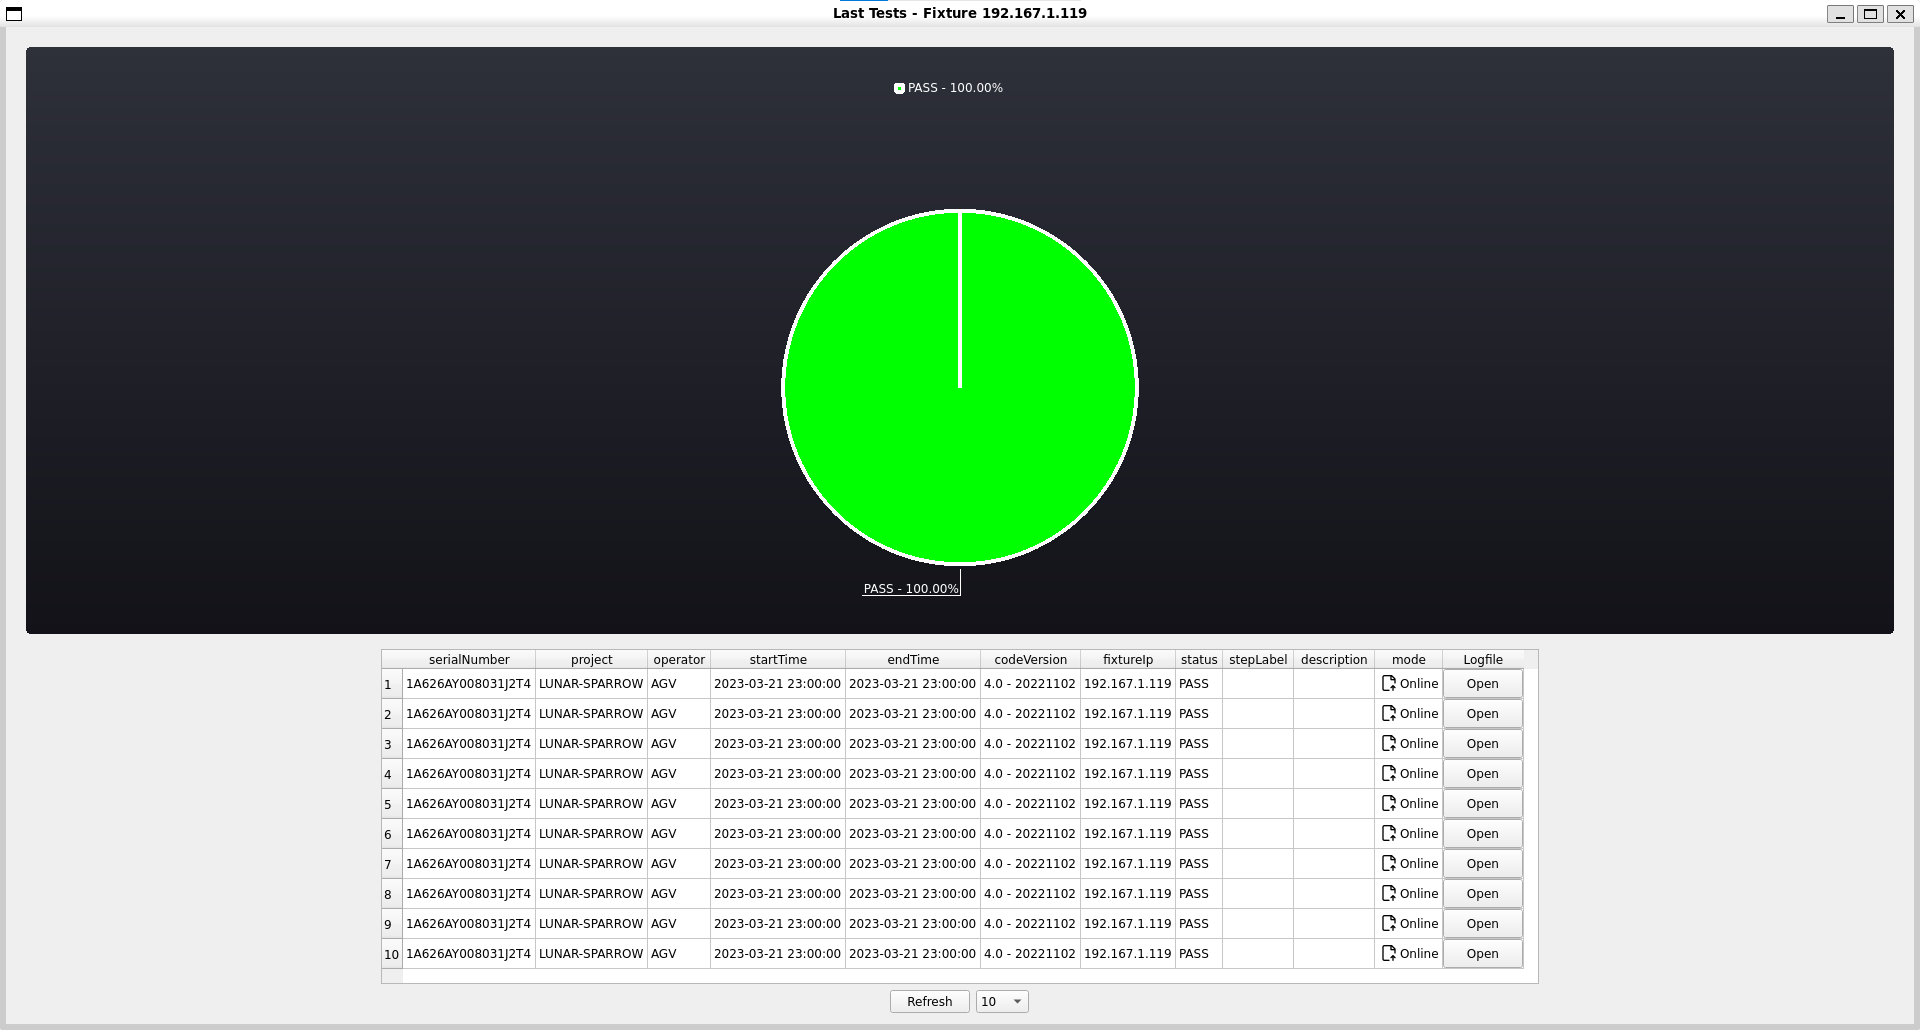 Last Tests - Fixture 192.168.1.119
PASS - 100.00%
PASS - 100.00%
serialNumber project operator startTime endTime codeVersion fixtureIp status stepLabel description mode Logfile
1 1A626AY008031J2T4 LUNAR-SPARROW AGV 2023-03-21 23:00:00 2023-03-21 23:00:00 4.0 - 20221102 192.167.1.119 PASS Online Open
2 1A626AY008031J2T4 LUNAR-SPARROW AGV 2023-03-21 23:00:00 2023-03-21 23:00:00 4.0 - 20221102 192.167.1.119 PASS Online Open
3 1A626AY008031J2T4 LUNAR-SPARROW AGV 2023-03-21 23:00:00 2023-03-21 23:00:00 4.0 - 20221102 192.167.1.119 PASS Online Open
4 1A626AY008031J2T4 LUNAR-SPARROW AGV 2023-03-21 23:00:00 2023-03-21 23:00:00 4.0 - 20221102 192.167.1.119 PASS Online Open
5 1A626AY008031J2T4 LUNAR-SPARROW AGV 2023-03-21 23:00:00 2023-03-21 23:00:00 4.0 - 20221102 192.167.1.119 PASS Online Open
6 1A626AY008031J2T4 LUNAR-SPARROW AGV 2023-03-21 23:00:00 2023-03-21 23:00:00 4.0 - 20221102 192.167.1.119 PASS Online Open
7 1A626AY008031J2T4 LUNAR-SPARROW AGV 2023-03-21 23:00:00 2023-03-21 23:00:00 4.0 - 20221102 192.167.1.119 PASS Online Open
8 1A626AY008031J2T4 LUNAR-SPARROW AGV 2023-03-21 23:00:00 2023-03-21 23:00:00 4.0 - 20221102 192.167.1.119 PASS Online Open
9 1A626AY008031J2T4 LUNAR-SPARROW AGV 2023-03-21 23:00:00 2023-03-21 23:00:00 4.0 - 20221102 192.167.1.119 PASS Online Open
10 1A626AY008031J2T4 LUNAR-SPARROW AGV 2023-03-21 23:00:00 2023-03-21 23:00:00 4.0 - 20221102 192.167.1.119 PASS Online Open
Refresh 10